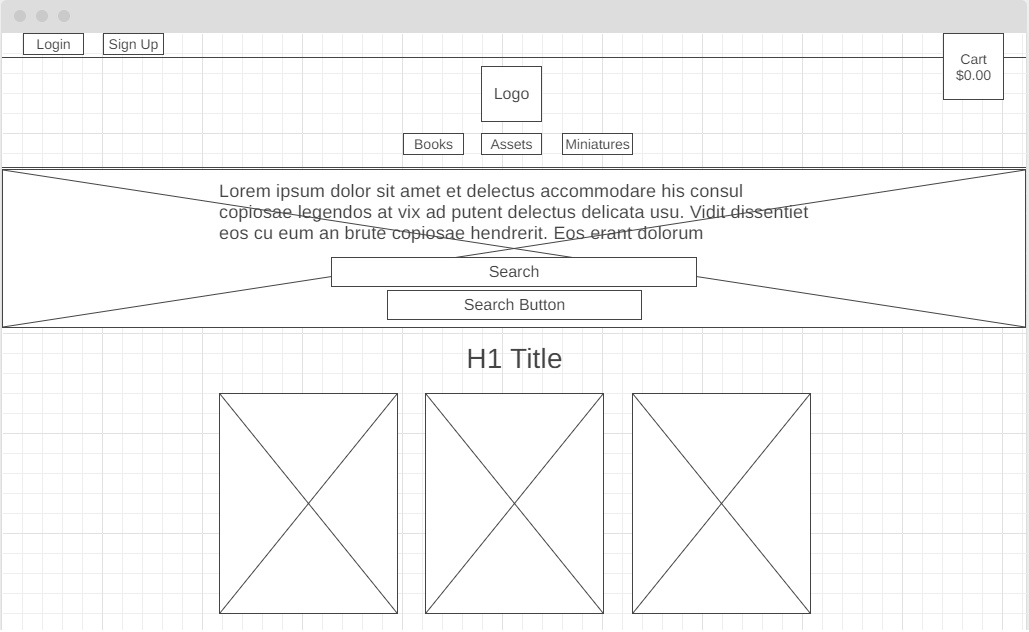 Login
Sign Up
Cart
$0.00
Logo
Books
Assets
Miniatures
Lorem ipsum dolor sit amet et delectus accommodare his consul
copiosae legendos at vix ad putent delectus delicata usu. Vidit dissentiet
eos cu eum an brute copiosae hendrerit. Eos erant dolorum
Search
Search Button
H1 Title